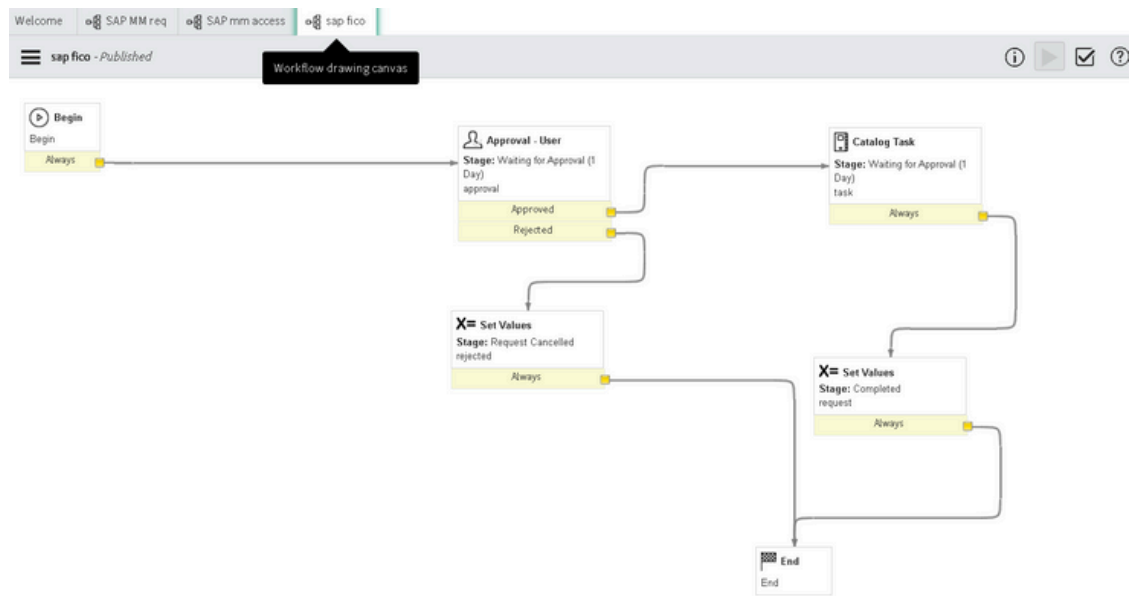 Welcome
SAP MM req
SAP mm access
sap fico
sap fico - Published
Workflow drawing canvas
Begin
Begin
Always
Approval - User
Stage: Waiting for Approval (1
Day)
approval
Approved
Rejected
Catalog Task
Stage: Waiting for Approval (1
Day)
task
Always
X= Set Values
Stage: Request Cancelled
rejected
Always
X= Set Values
Stage: Completed
request
Always
End
End